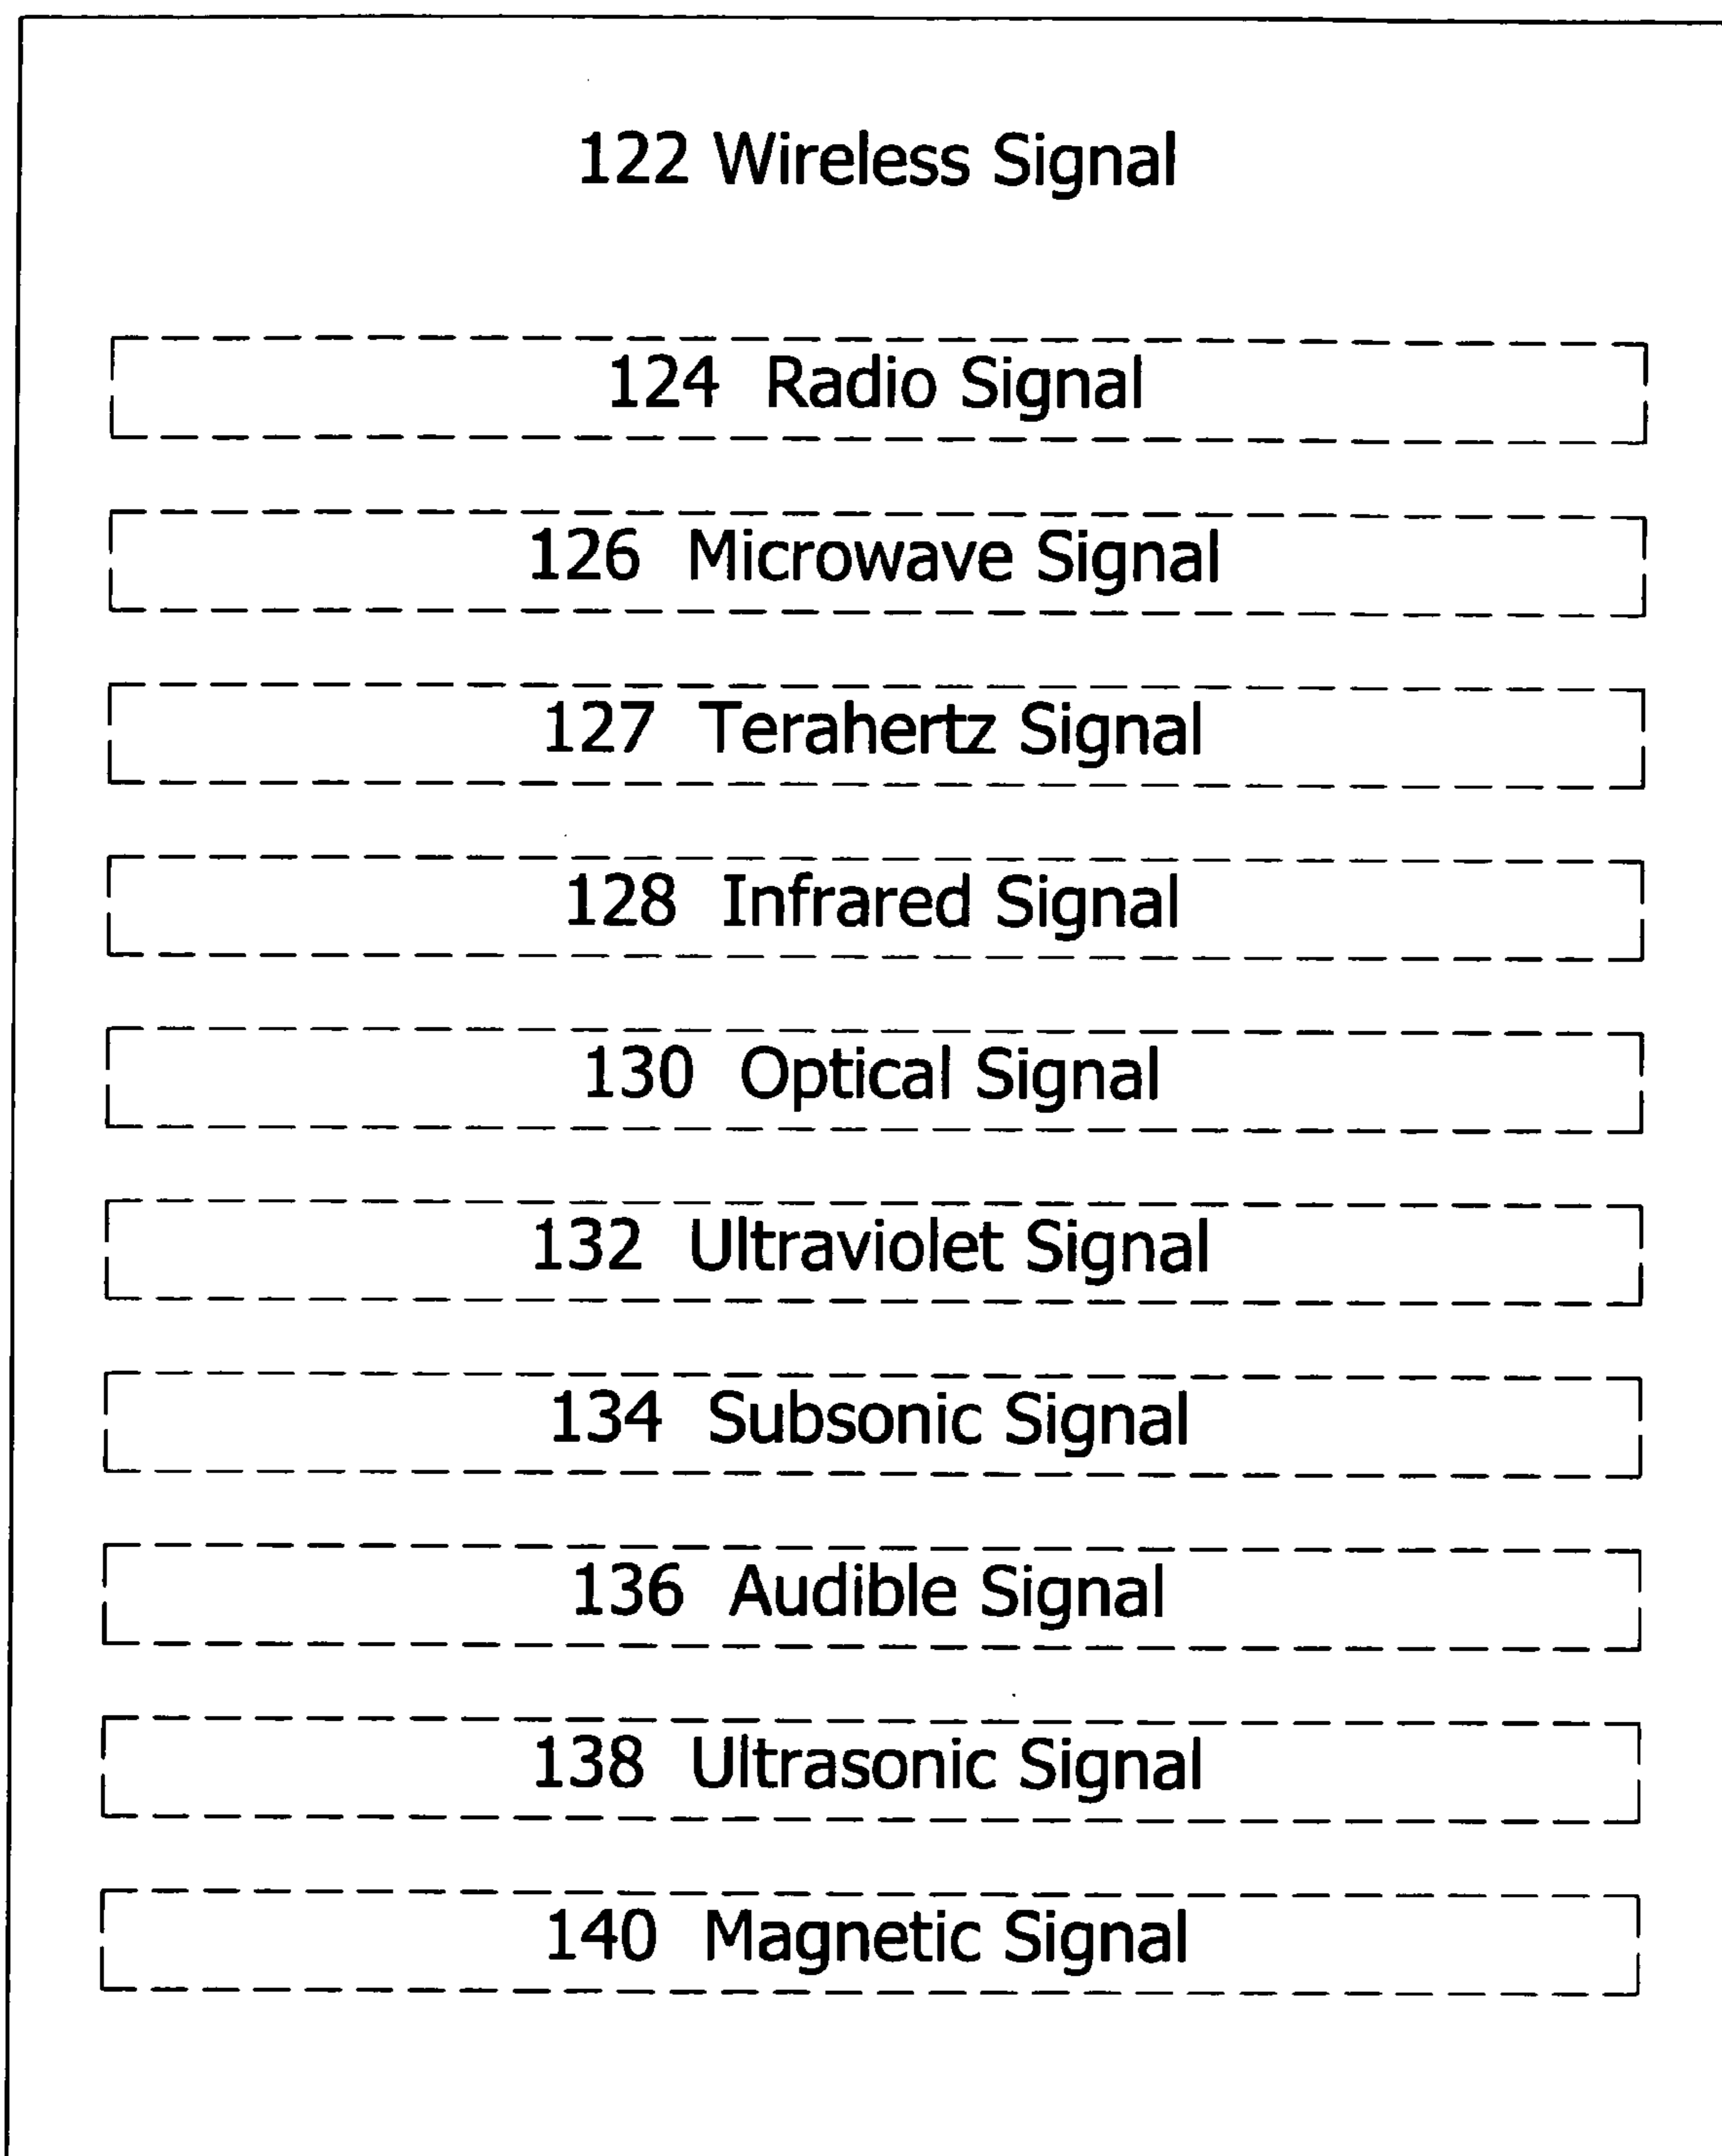 122 Wireless Signal
124 Radio Signal
126 Microwave Signal
127 Terahertz Signal
128 Infrared Signal
130 Optical Signal
132 Ultraviolet Signal
134 Subsonic Signal
136 Audible Signal
138 Ultrasonic Signal
140 Magnetic Signal